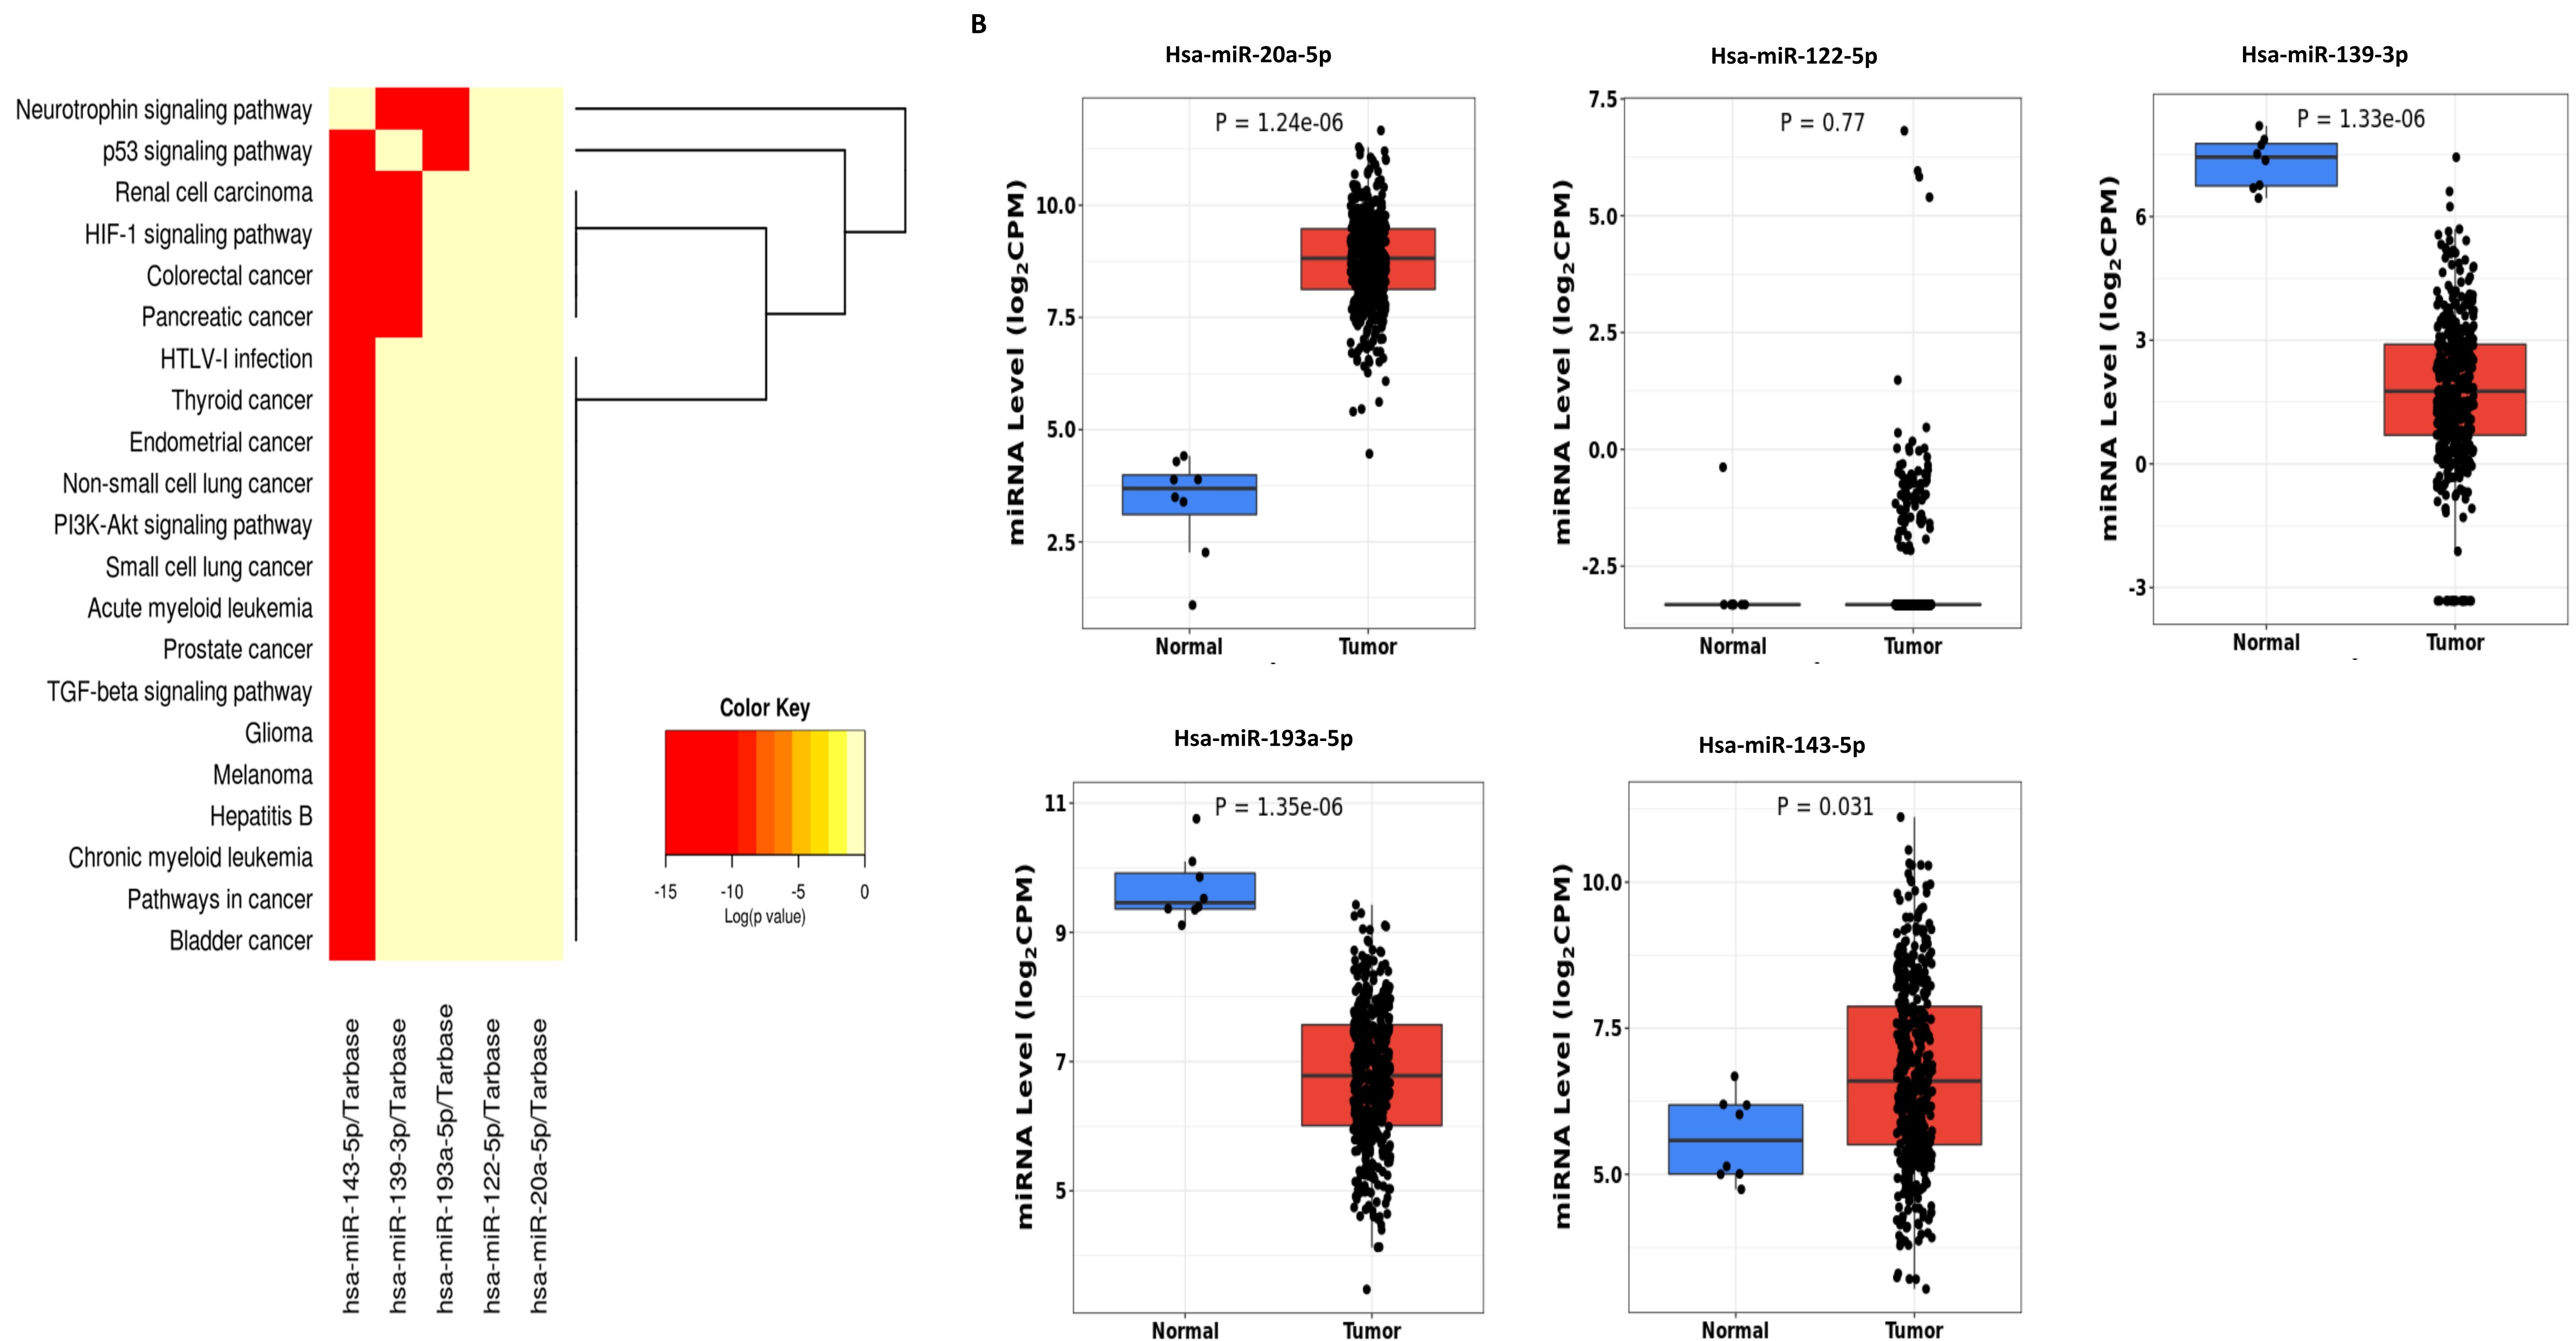 Neurotrophin signaling pathway
p53 signaling pathway
Renal cell carcinoma
HIF-1 signaling pathway
Colorectal cancer
Pancreatic cancer
HTLV-I infection
Thyroid cancer
Endometrial cancer
Non-small cell lung cancer
PI3K-Akt signaling pathway
Small cell lung cancer
Acute myeloid leukemia
Prostate cancer
TGF-beta signaling pathway
Glioma
Melanoma
Hepatitis B
Chronic myeloid leukemia
Pathways in cancer
Bladder cancer
hsa-miR-143-5p/Tarbase
hsa-miR-139-3p/Tarbase
hsa-miR-193a-5p/Tarbase
hsa-miR-122-5p/Tarbase
hsa-miR-20a-5p/Tarbase
Color Key
-15 -10 -5 0
Log(p value)
B
Hsa-miR-20a-5p
P = 1.24e-06
miRNA Level (log₂CPM)
10.0
7.5
5.0
2.5
Normal Tumor
Hsa-miR-122-5p
P = 0.77
miRNA Level (log₂CPM)
7.5
5.0
2.5
0.0
-2.5
Normal Tumor
Hsa-miR-139-3p
P = 1.33e-06
miRNA Level (log₂CPM)
6
3
0
-3
Normal Tumor
Hsa-miR-193a-5p
P = 1.35e-06
miRNA Level (log₂CPM)
11
9
7
5
Normal Tumor
Hsa-miR-143-5p
P = 0.031
miRNA Level (log₂CPM)
10.0
7.5
5.0
Normal Tumor